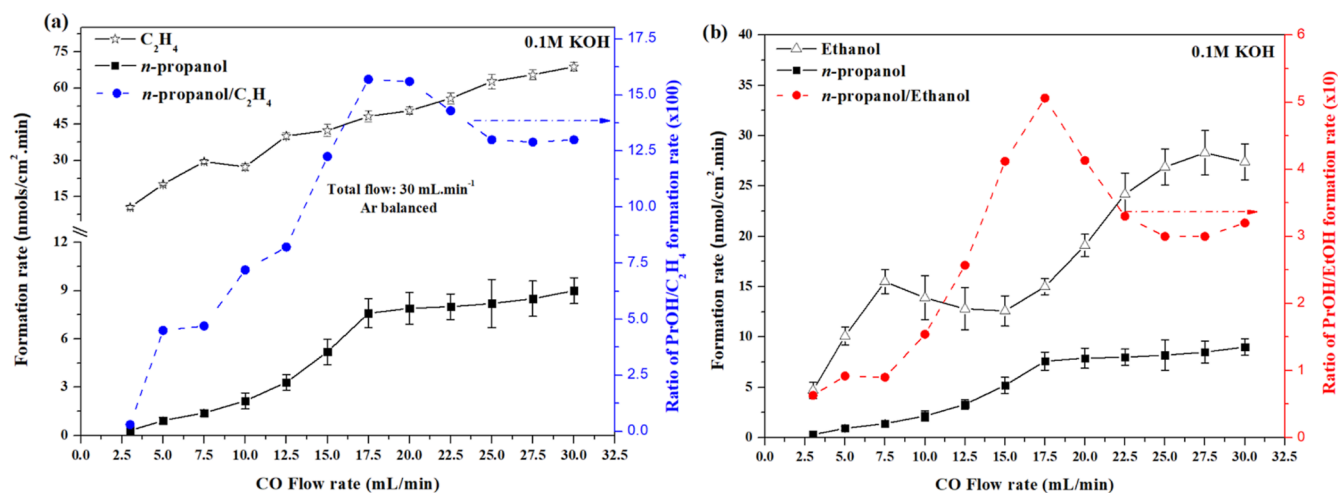 (a)
C₂H₄
n-propanol
n-propanol/C₂H₄
0.1M KOH
Total flow: 30 mL.min⁻¹
Ar balanced
Formation rate (nmols/cm².min)
75
60
45
30
15
12
9
6
3
0
17.5
15.0
12.5
10.0
7.5
5.0
2.5
0.0
Ratio of PrOH/C₂H₄ formation rate (x100)
0.0 2.5 5.0 7.5 10.0 12.5 15.0 17.5 20.0 22.5 25.0 27.5 30.0 32.5
CO Flow rate (mL/min)
(b)
Ethanol
n-propanol
n-propanol/Ethanol
0.1M KOH
Formation rate (nmol/cm².min)
40
35
30
25
20
15
10
5
0
6
5
4
3
2
1
0
Ratio of PrOH/EtOH formation rate (x10)
0.0 2.5 5.0 7.5 10.0 12.5 15.0 17.5 20.0 22.5 25.0 27.5 30.0 32.5
CO Flow rate (mL/min)